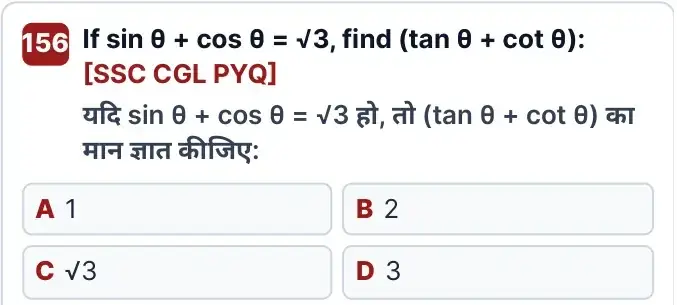 156 If sin θ + cos θ = √3, find (tan θ + cot θ):
[SSC CGL PYQ]
यदि sin θ + cos θ = √3 हो, तो (tan θ + cot θ) का
मान ज्ञात कीजिए:
A 1 B 2
C √3 D 3